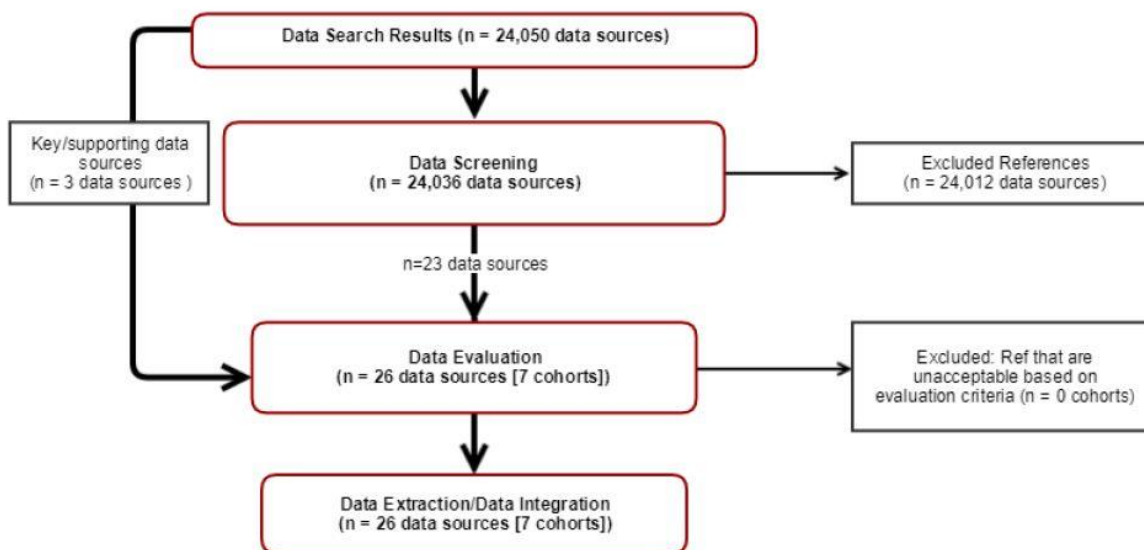 Data Search Results (n = 24,050 data sources)
Key/supporting data
sources
(n = 3 data sources )
Data Screening
(n = 24,036 data sources)
Excluded References
(n = 24,012 data sources)
n=23 data sources
Data Evaluation
(n = 26 data sources [7 cohorts])
Excluded: Ref that are
unacceptable based on
evaluation criteria (n = 0 cohorts)
Data Extraction/Data Integration
(n = 26 data sources [7 cohorts])